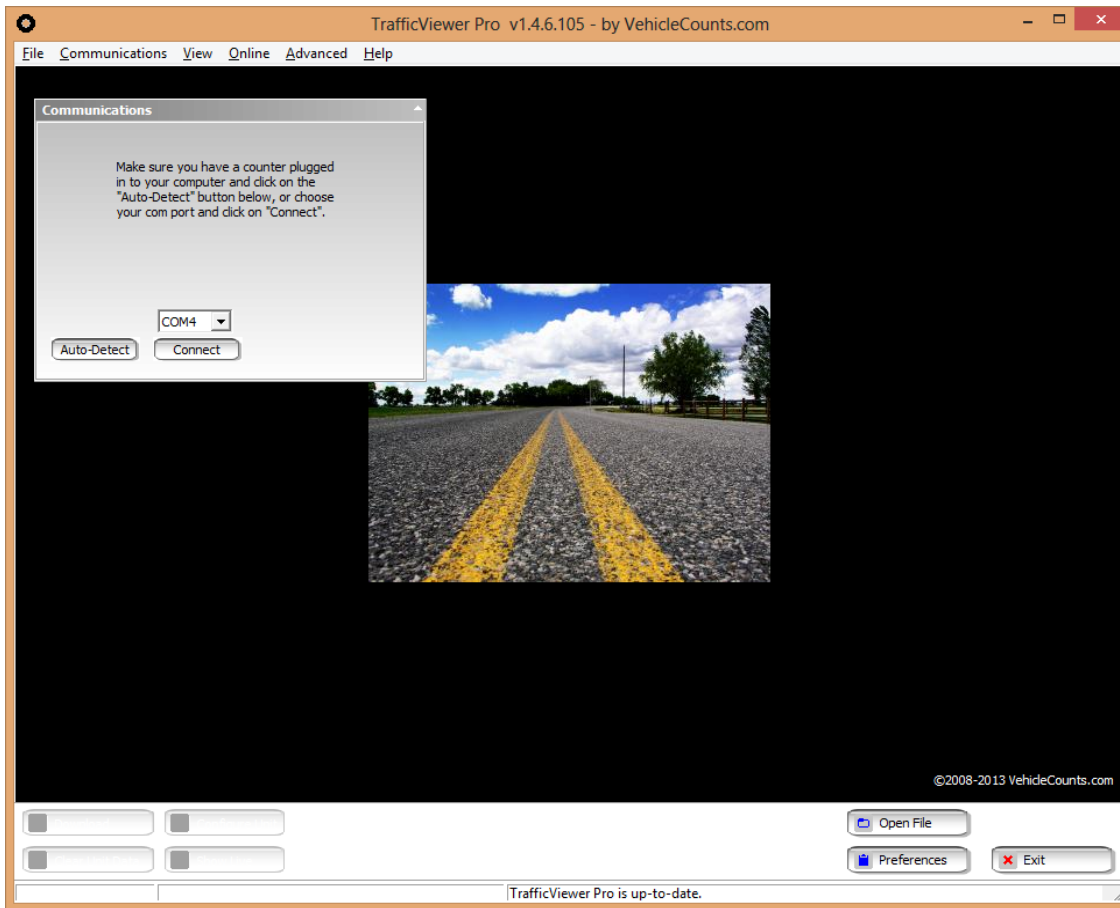 TrafficViewer Pro v1.4.6.105 - by VehicleCounts.com
File Communications View Online Advanced Help
Communications
Make sure you have a counter plugged
in to your computer and click on the
"Auto-Detect" button below, or choose
your com port and click on "Connect".
COM4
Auto-Detect Connect
©2008-2013 VehicleCounts.com
Open File
Preferences Exit
TrafficViewer Pro is up-to-date.